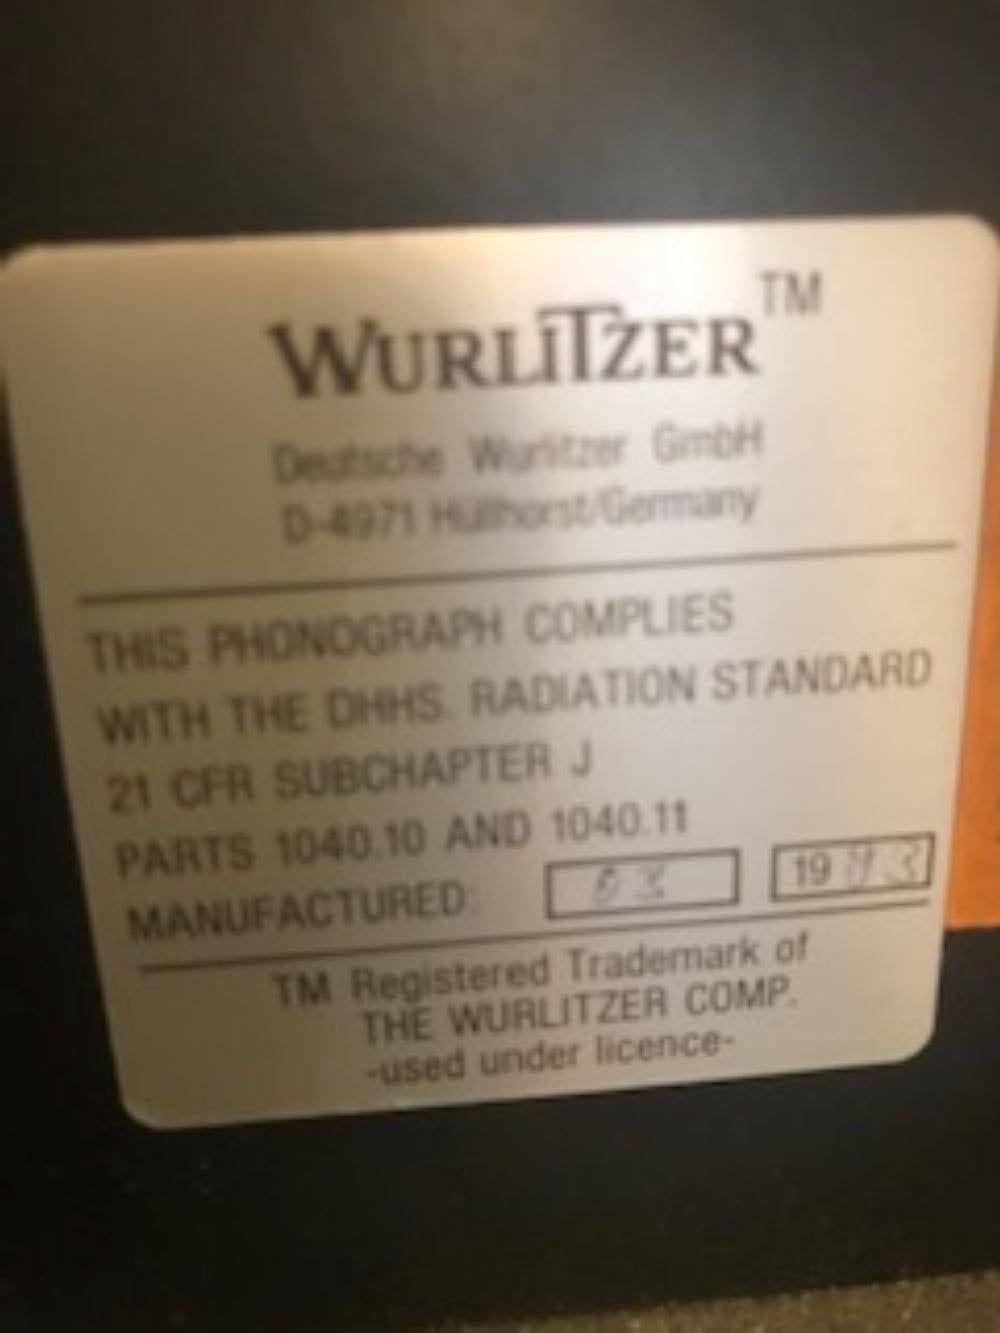 WURLITZER TM
Deutsche Wurlitzer GmbH
D-4971 Hüllhorst/Germany
THIS PHONOGRAPH COMPLIES
WITH THE DHHS. RADIATION STANDARD
21 CFR SUBCHAPTER J
PARTS 1040.10 AND 1040.11
MANUFACTURED: 19
TM Registered Trademark of
THE WURLITZER COMP.
-used under licence-